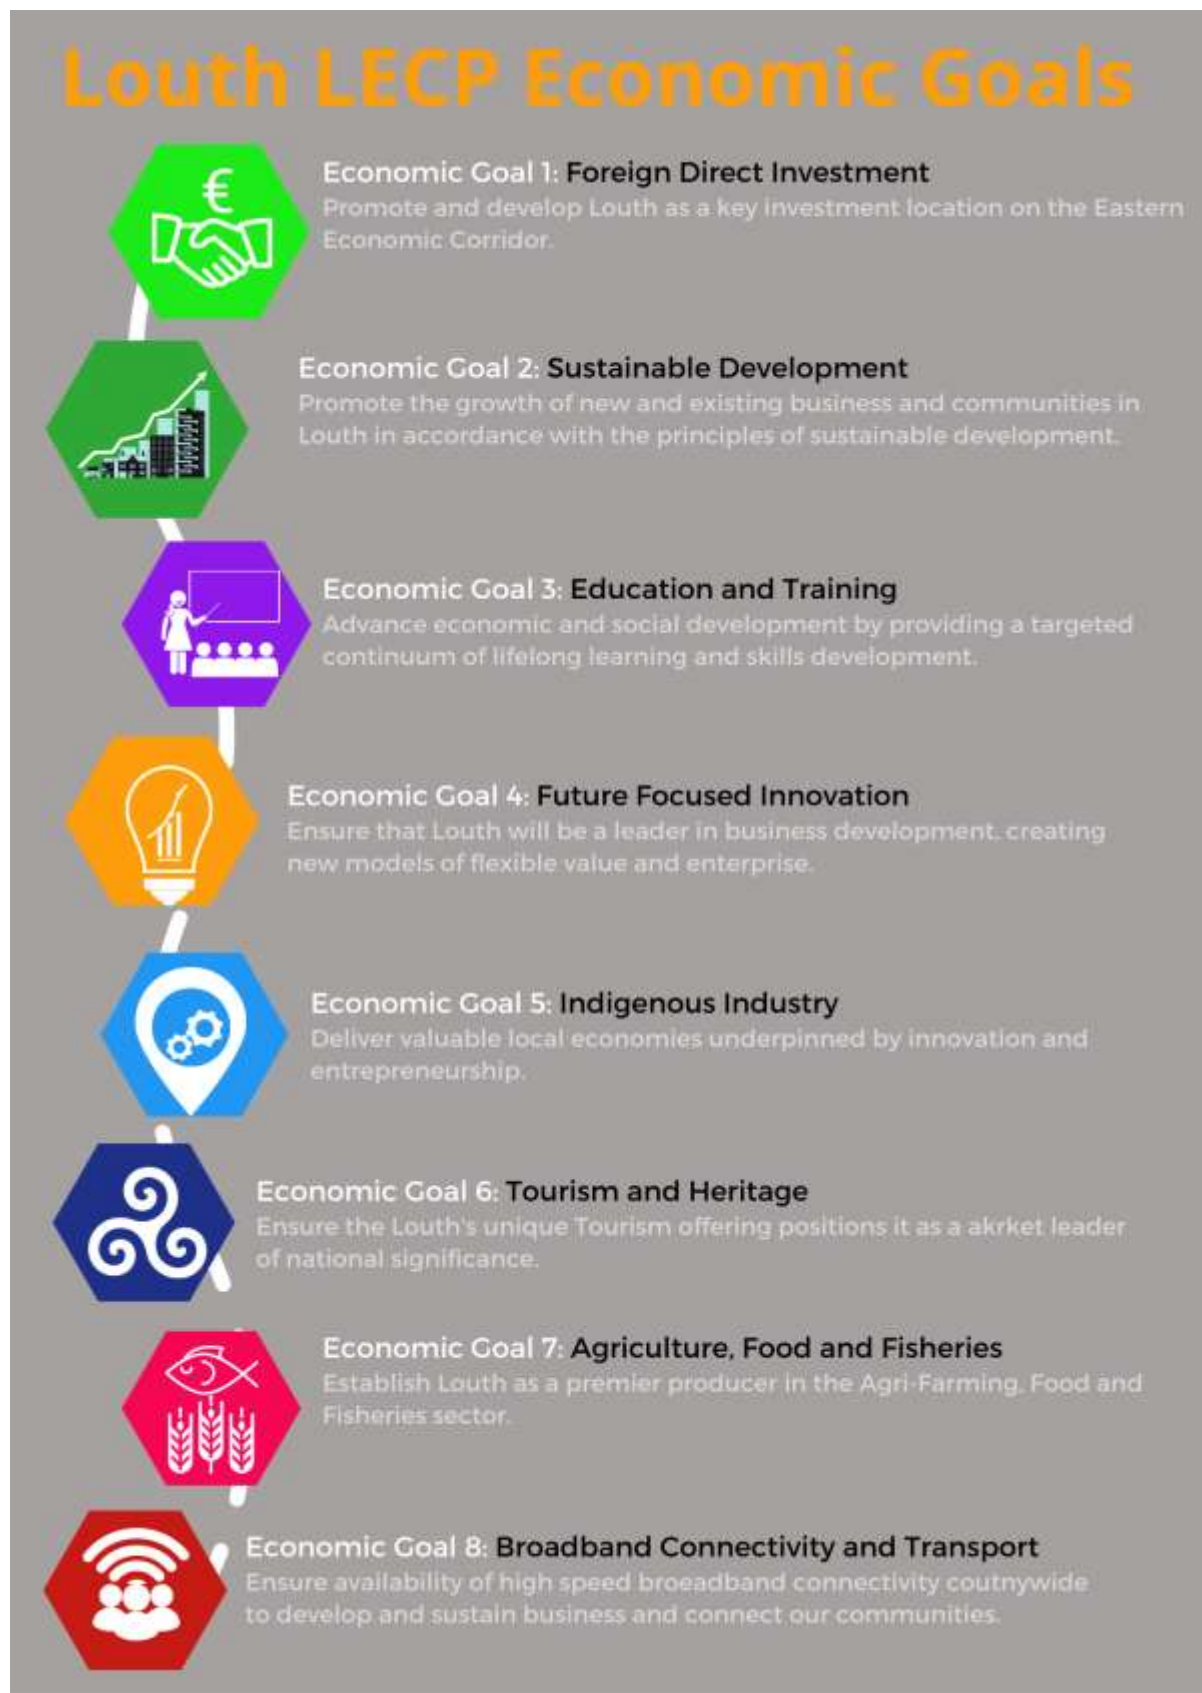 Louth LECP Economic Goals
€
Economic Goal 1: Foreign Direct Investment
Promote and develop Louth as a key investment location on the Eastern
Economic Corridor.
Economic Goal 2: Sustainable Development
Promote the growth of new and existing business and communities in
Louth in accordance with the principles of sustainable development.
Economic Goal 3: Education and Training
Advance economic and social development by providing a targeted
continuum of lifelong learning and skills development.
Economic Goal 4: Future Focused Innovation
Ensure that Louth will be a leader in business development, creating
new models of flexible value and enterprise.
Economic Goal 5: Indigenous Industry
Deliver valuable local economies underpinned by innovation and
entrepreneurship.
Economic Goal 6: Tourism and Heritage
Ensure the Louth's unique Tourism offering positions it as a akrket leader
of national significance.
Economic Goal 7: Agriculture, Food and Fisheries
Establish Louth as a premier producer in the Agri-Farming, Food and
Fisheries sector.
Economic Goal 8: Broadband Connectivity and Transport
Ensure availability of high speed broeadband connectivity coutnywide
to develop and sustain business and connect our communities.